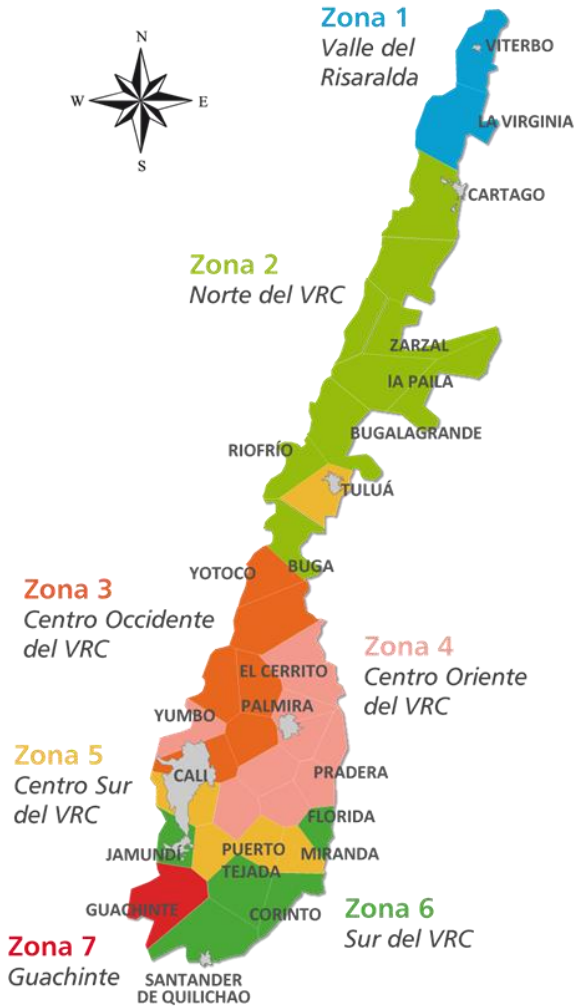 Zona 1
Valle del
Risaralda
VITERBO
N
W
E
S
LA VIRGINIA
CARTAGO
Zona 2
Norte del VRC
ZARZAL
lA PAILA
BUGALAGRANDE
RIOFRÍO
TULUÁ
BUGA
YOTOCO
Zona 3
Centro Occidente
del VRC
Zona 4
Centro Oriente
del VRC
EL CERRITO
PALMIRA
YUMBO
Zona 5
Centro Sur
del VRC
CALI
PRADERA
FLORIDA
JAMUNDÍ
PUERTO
TEJADA
MIRANDA
GUACHINTE
CORINTO
Zona 6
Sur del VRC
Zona 7
Guachinte
SANTANDER
DE QUILICHAO